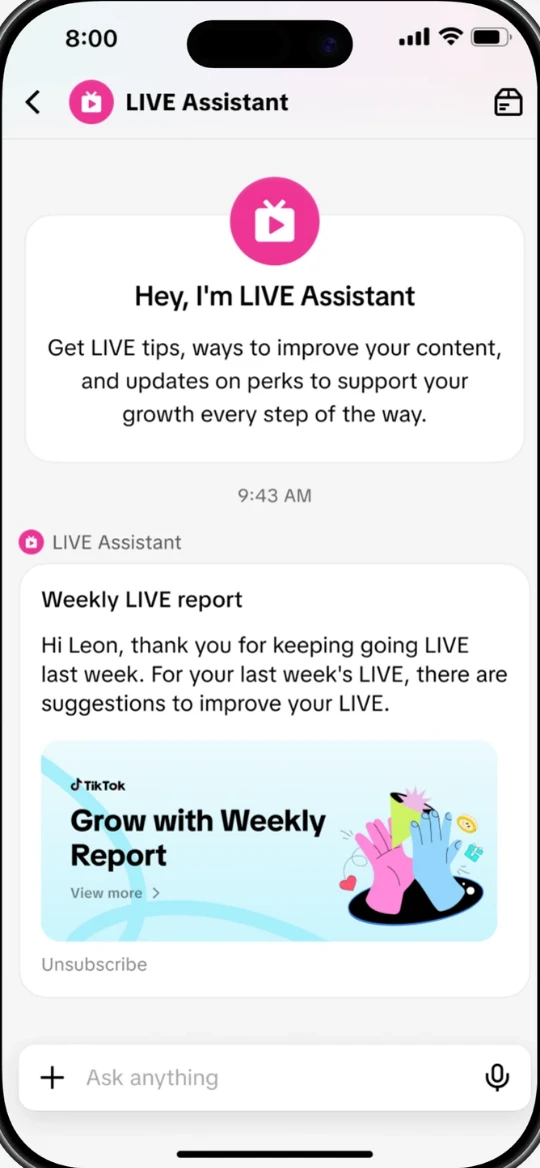 8:00
LIVE Assistant
Hey, I'm LIVE Assistant
Get LIVE tips, ways to improve your content,
and updates on perks to support your
growth every step of the way.
9:43 AM
LIVE Assistant
Weekly LIVE report
Hi Leon, thank you for keeping going LIVE
last week. For your last week's LIVE, there are
suggestions to improve your LIVE.
TikTok
Grow with Weekly
Report
View more >
Unsubscribe
Ask anything